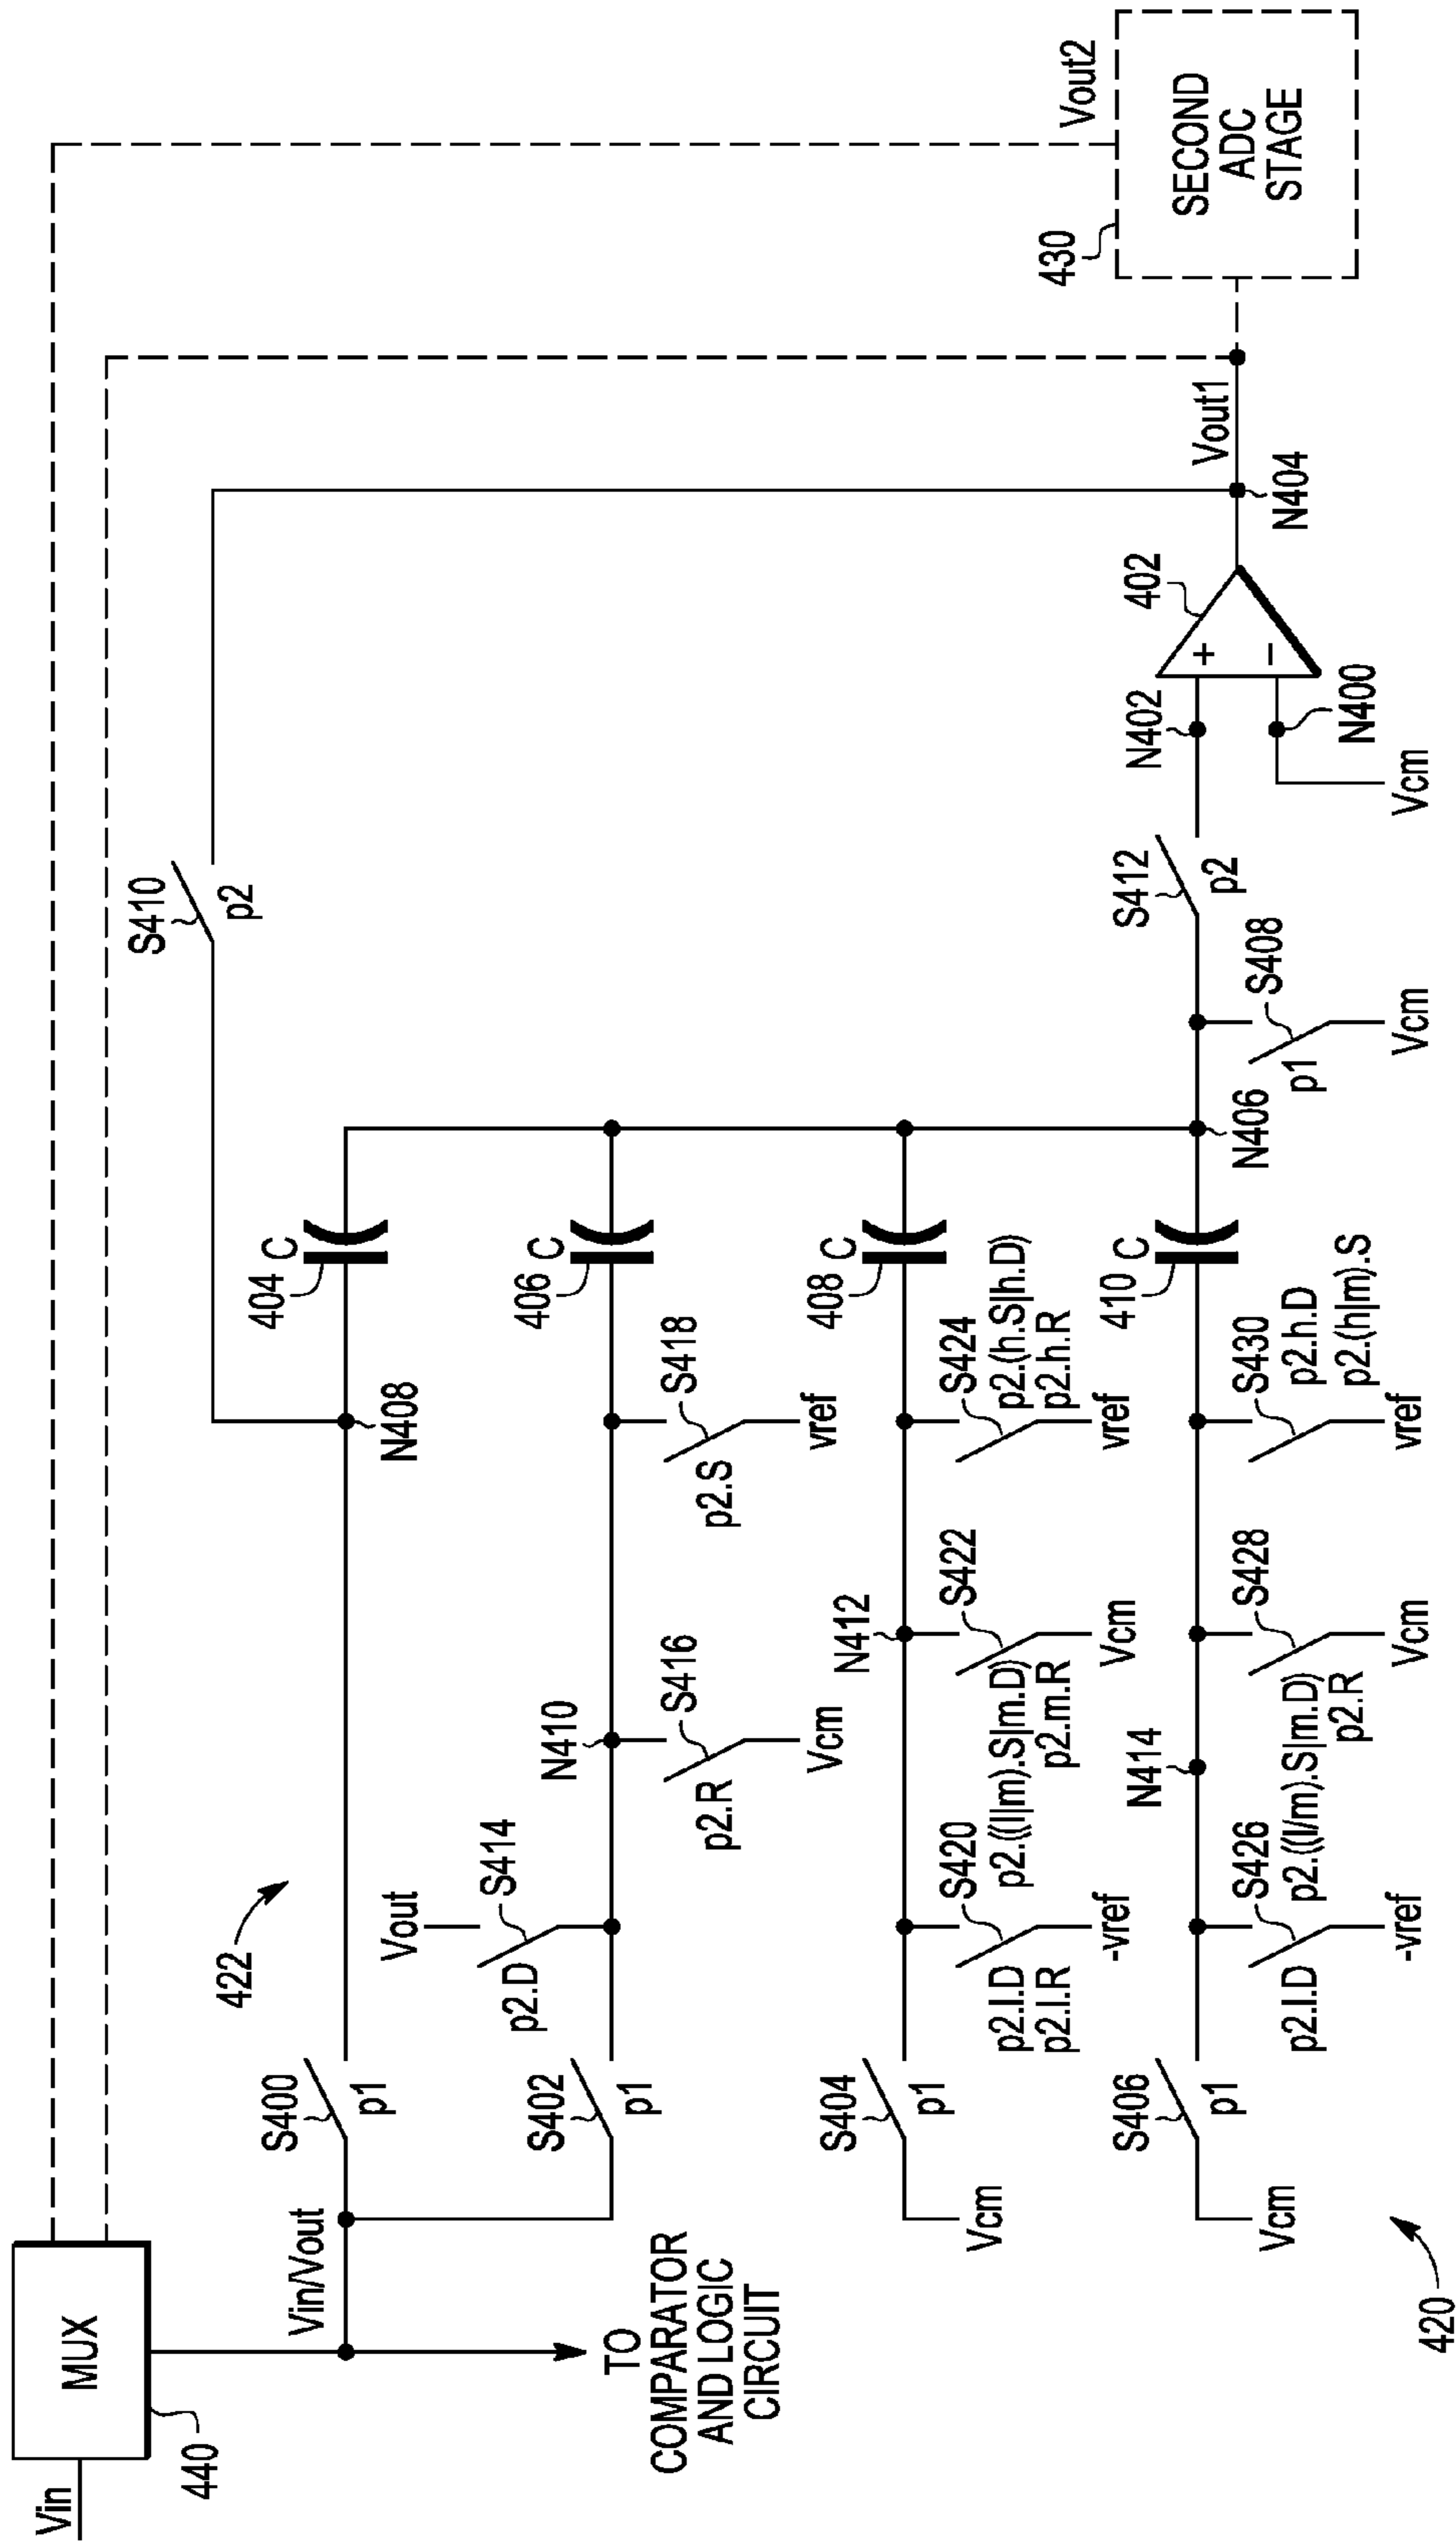 Vin
MUX
440
Vin/Vout
TO
COMPARATOR
AND LOGIC
CIRCUIT
422
S400
p1
S402
p1
S404
p1
Vcm
S406
p1
Vcm
420
Vout
S414
p2.D
N410
S416
p2.R
Vcm
S418
p2.S
vref
N408
404
C
406
C
408
C
410
C
S420
p2.l.D
p2.l.R
-vref
N412
S422
p2.((l|m).S|m.D)
p2.m.R
Vcm
S424
p2.(h.S|h.D)
p2.h.R
vref
S426
p2.l.D
-vref
N414
S428
p2.((l/m).S|m.D)
p2.R
Vcm
S430
p2.h.D
p2.(h|m).S
vref
S410
p2
N406
S408
p1
Vcm
S412
p2
N402
N400
Vcm
402
+
−
N404
Vout1
430
Vout2
SECOND
ADC
STAGE